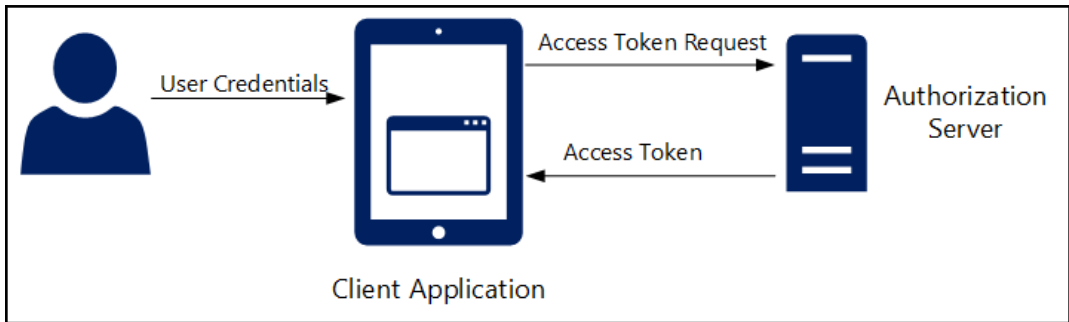 User Credentials
Access Token Request
Access Token
Authorization
Server
Client Application